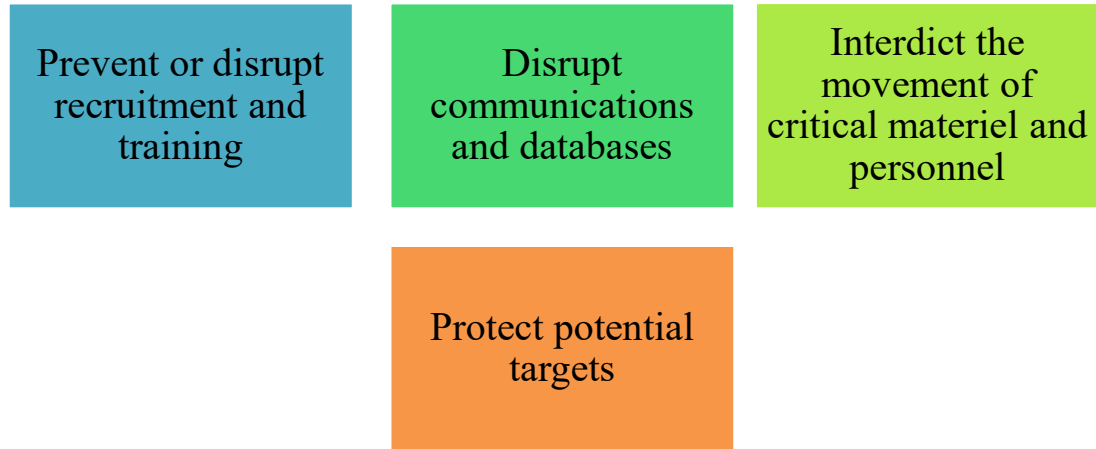 Prevent or disrupt
recruitment and
training
Disrupt
communications
and databases
Interdict the
movement of
critical materiel and
personnel
Protect potential
targets